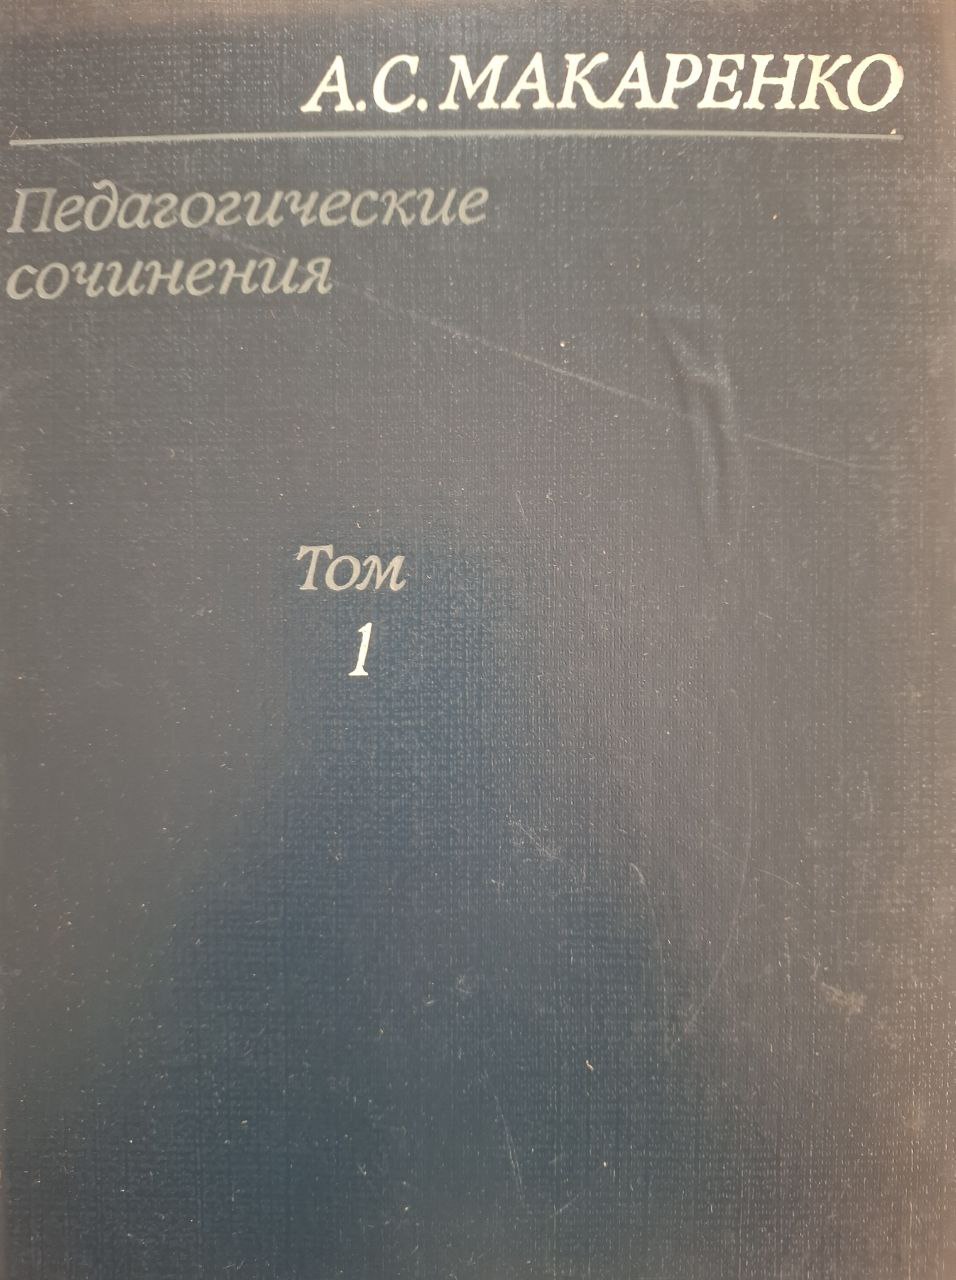 А.С.МАКАРЕНКО
Педагогические
сочинения
Том
1